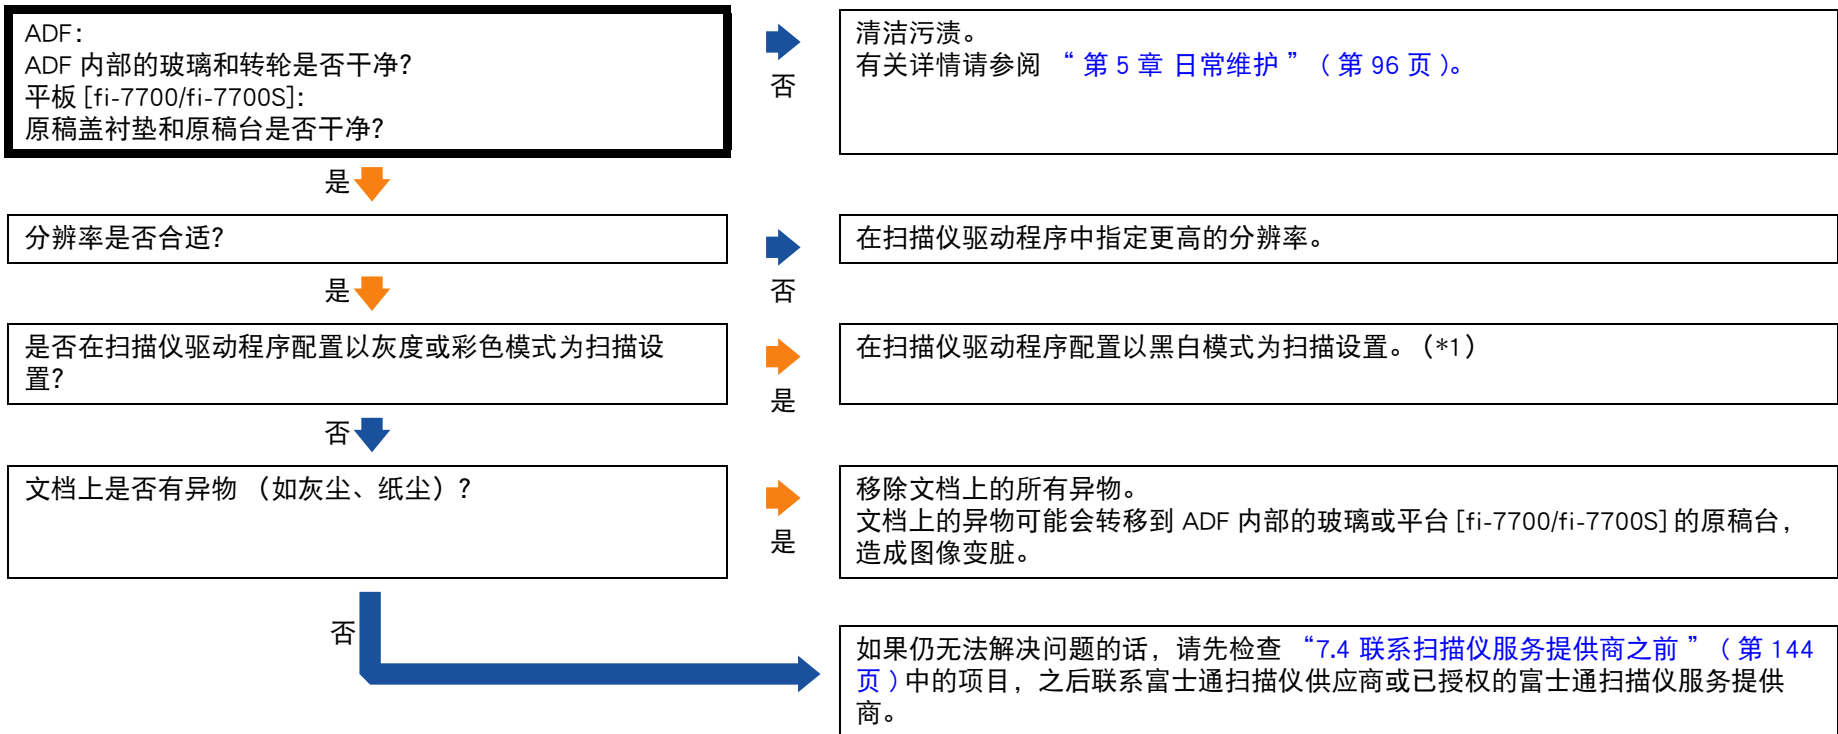 ADF：
ADF 内部的玻璃和转轮是否干净？
平板 [fi-7700/fi-7700S]：
原稿盖衬垫和原稿台是否干净？
否
清洁污渍。
有关详情请参阅 “ 第 5 章 日常维护 ” （ 第 96 页 ）。
是
分辨率是否合适？
否
在扫描仪驱动程序中指定更高的分辨率。
是
是否在扫描仪驱动程序配置以灰度或彩色模式为扫描设
置？
是
在扫描仪驱动程序配置以黑白模式为扫描设置。（*1）
否
文档上是否有异物 （如灰尘、纸尘）？
是
移除文档上的所有异物。
文档上的异物可能会转移到 ADF 内部的玻璃或平台 [fi-7700/fi-7700S] 的原稿台，
造成图像变脏。
否
如果仍无法解决问题的话，请先检查 “7.4 联系扫描仪服务提供商之前 ” （ 第 144
页 ）中的项目，之后联系富士通扫描仪供应商或已授权的富士通扫描仪服务提供
商。